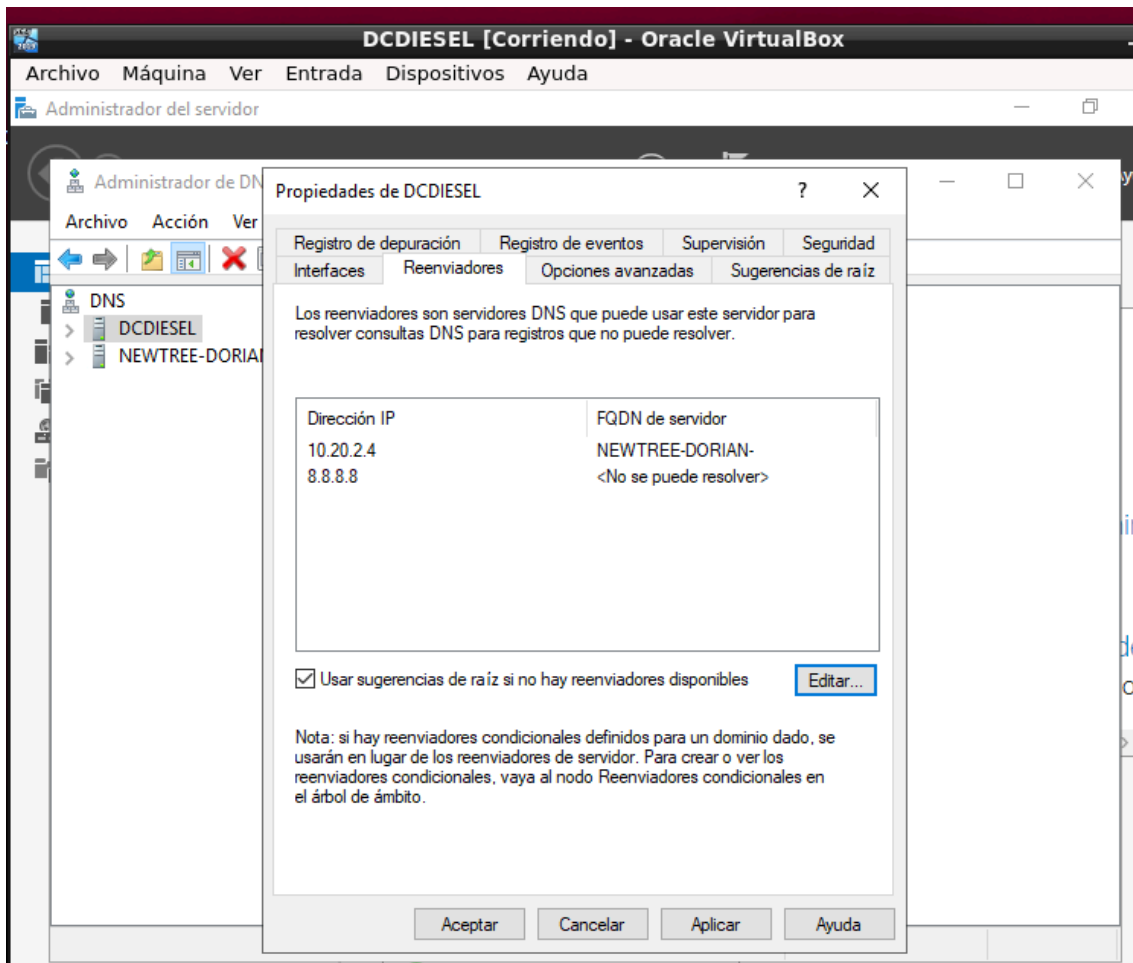 DCDIESEL [Corriendo] - Oracle VirtualBox
Archivo Máquina Ver Entrada Dispositivos Ayuda
Administrador del servidor
Administrador de DN
Archivo Acción Ver
DNS
DCDIESEL
NEWTREE-DORIA
Propiedades de DCDIESEL
Registro de depuración Registro de eventos Supervisión Seguridad
Interfaces Reenviadores Opciones avanzadas Sugerencias de raíz
Los reenviadores son servidores DNS que puede usar este servidor para
resolver consultas DNS para registros que no puede resolver.
Dirección IP FQDN de servidor
10.20.2.4 NEWTREE-DORIAN-
8.8.8.8 <No se puede resolver>
Usar sugerencias de raíz si no hay reenviadores disponibles
Editar...
Nota: si hay reenviadores condicionales definidos para un dominio dado, se
usarán en lugar de los reenviadores de servidor. Para crear o ver los
reenviadores condicionales, vaya al nodo Reenviadores condicionales en
el árbol de ámbito.
Aceptar Cancelar Aplicar Ayuda